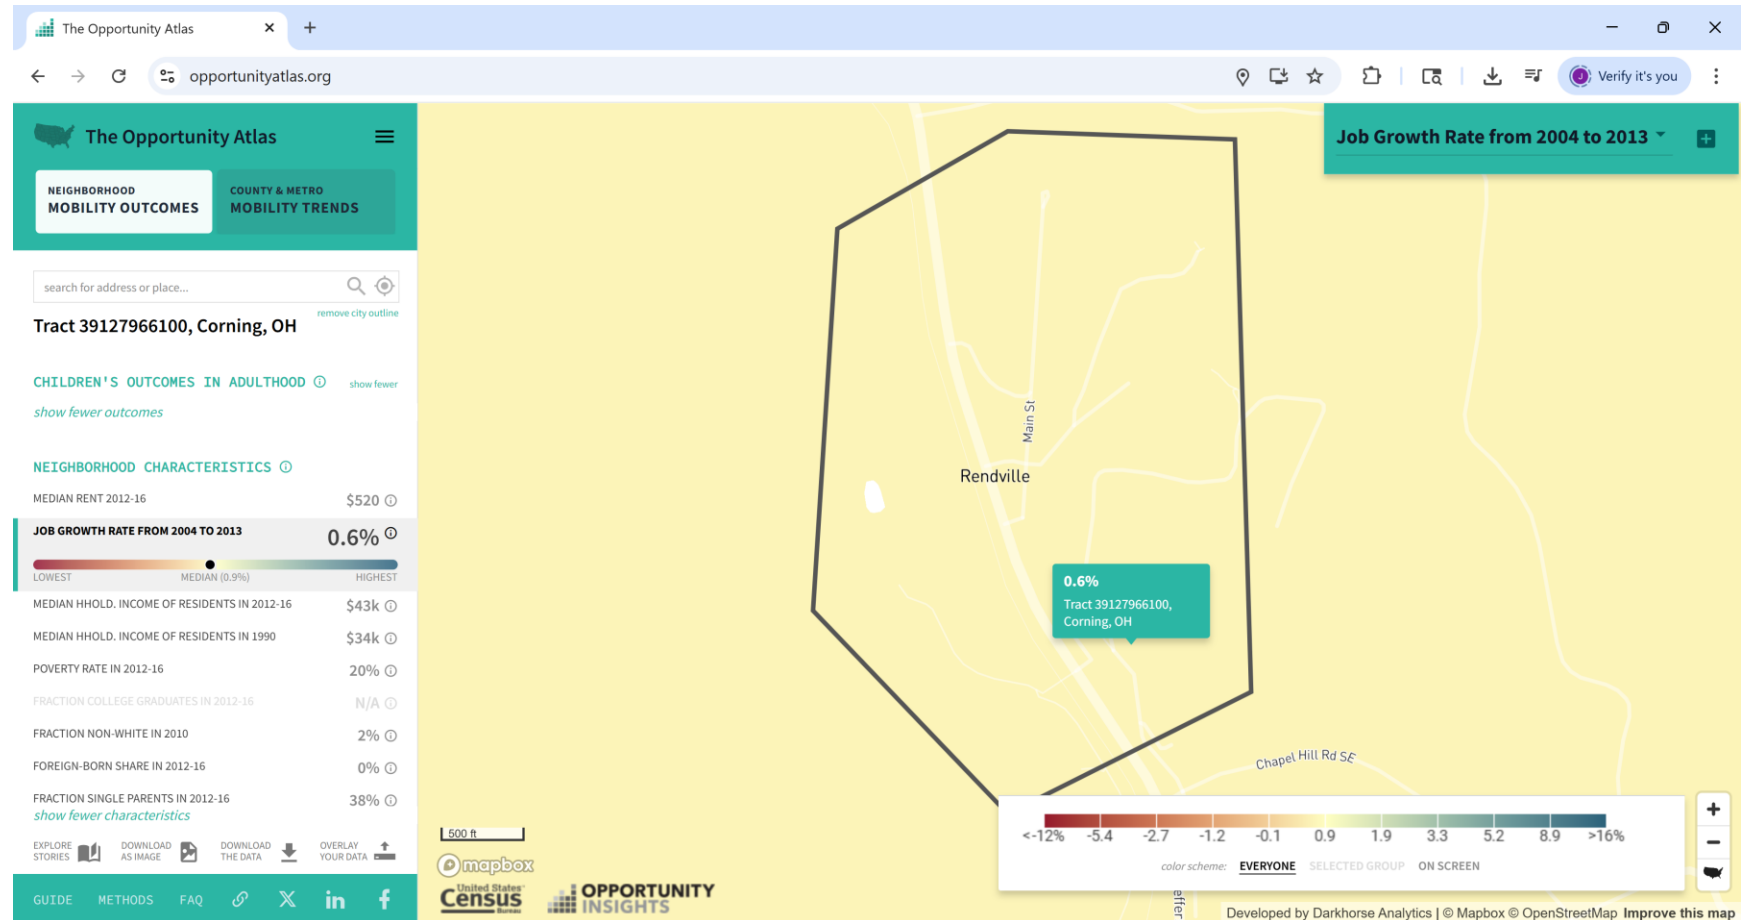 The Opportunity Atlas
opportunityatlas.org
Verify it's you
The Opportunity Atlas
NEIGHBORHOOD
MOBILITY OUTCOMES
COUNTY & METRO
MOBILITY TRENDS
search for address or place...
remove city outline
Tract 39127966100, Corning, OH
CHILDREN'S OUTCOMES IN ADULTHOOD
show fewer
show fewer outcomes
NEIGHBORHOOD CHARACTERISTICS
MEDIAN RENT 2012-16 $520
JOB GROWTH RATE FROM 2004 TO 2013 0.6%
LOWEST MEDIAN (0.9%) HIGHEST
MEDIAN HHOLD. INCOME OF RESIDENTS IN 2012-16 $43k
MEDIAN HHOLD. INCOME OF RESIDENTS IN 1990 $34k
POVERTY RATE IN 2012-16 20%
FRACTION COLLEGE GRADUATES IN 2012-16 N/A
FRACTION NON-WHITE IN 2010 2%
FOREIGN-BORN SHARE IN 2012-16 0%
FRACTION SINGLE PARENTS IN 2012-16 38%
show fewer characteristics
EXPLORE STORIES
DOWNLOAD AS IMAGE
DOWNLOAD THE DATA
OVERLAY YOUR DATA
GUIDE METHODS FAQ
Job Growth Rate from 2004 to 2013
Main St
Rendville
0.6%
Tract 39127966100,
Corning, OH
Chapel Hill Rd SE
<-12% -5.4 -2.7 -1.2 -0.1 0.9 1.9 3.3 5.2 8.9 >16%
color scheme: EVERYONE SELECTED GROUP ON SCREEN
500 ft
mapbox
United States
Census
Bureau
OPPORTUNITY
INSIGHTS
Developed by Darkhorse Analytics | © Mapbox © OpenStreetMap Improve this map